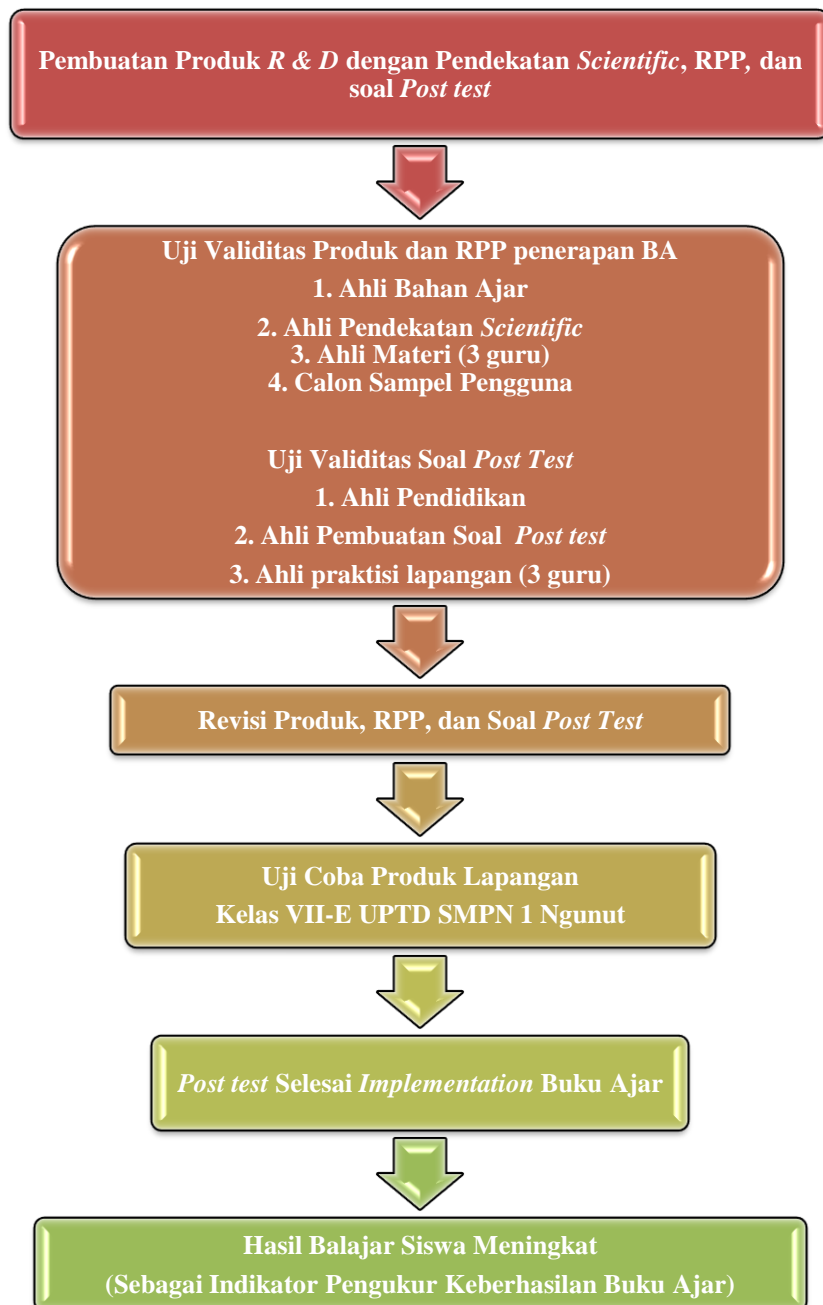 Pembuatan Produk R & D dengan Pendekatan Scientific, RPP, dan
soal Post test
Uji Validitas Produk dan RPP penerapan BA
1. Ahli Bahan Ajar
2. Ahli Pendekatan Scientific
3. Ahli Materi (3 guru)
4. Calon Sampel Pengguna
Uji Validitas Soal Post Test
1. Ahli Pendidikan
2. Ahli Pembuatan Soal Post test
3. Ahli praktisi lapangan (3 guru)
Revisi Produk, RPP, dan Soal Post Test
Uji Coba Produk Lapangan
Kelas VII-E UPTD SMPN 1 Ngunut
Post test Selesai Implementation Buku Ajar
Hasil Balajar Siswa Meningkat
(Sebagai Indikator Pengukur Keberhasilan Buku Ajar)